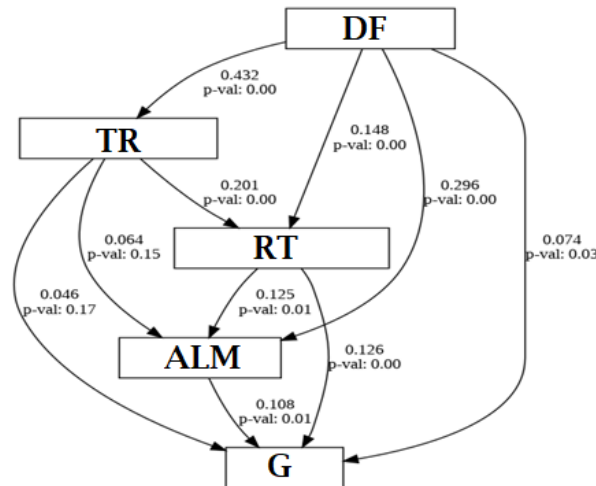 DF
0.432
p-val: 0.00
TR
0.148
p-val: 0.00
0.201
p-val: 0.00
0.296
p-val: 0.00
0.064
p-val: 0.15
RT
0.074
p-val: 0.03
0.046
p-val: 0.17
0.125
p-val: 0.01
0.126
p-val: 0.00
ALM
0.108
p-val: 0.01
G